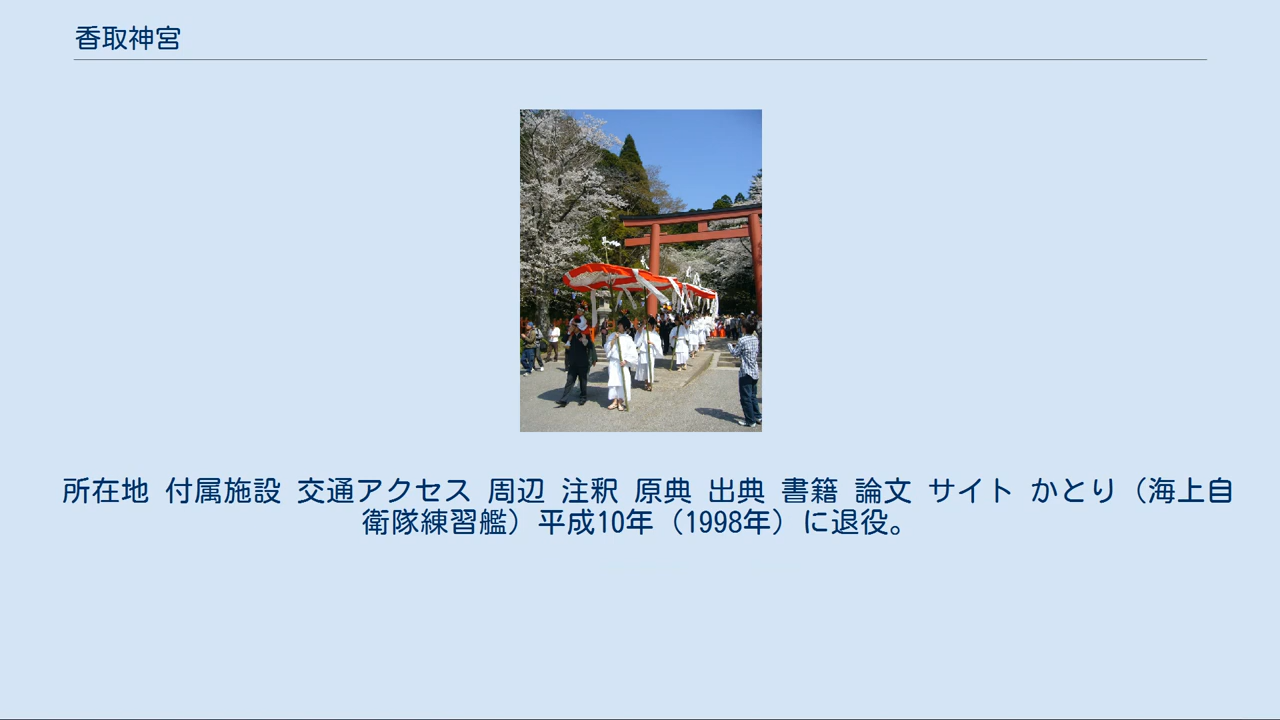 香取神宮
所在地 付属施設 交通アクセス 周辺 注釈 原典 出典 書籍 論文 サイト かとり（海上自
衛隊練習艦）平成10年（1998年）に退役。